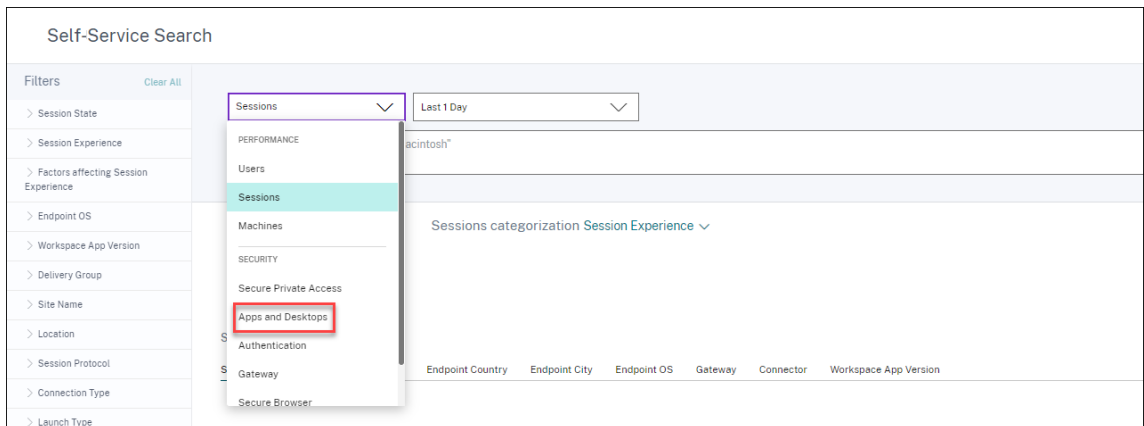 Self-Service Search
Filters
Clear All
Session State
Session Experience
Factors affecting Session
Experience
Endpoint OS
Workspace App Version
Delivery Group
Site Name
Location
Session Protocol
Connection Type
Launch Type
Sessions
Last 1 Day
acintosh"
PERFORMANCE
Users
Sessions
Machines
SECURITY
Secure Private Access
Apps and Desktops
Authentication
Gateway
Secure Browser
Sessions categorization Session Experience
S
S
Endpoint Country Endpoint City Endpoint OS Gateway Connector Workspace App Version